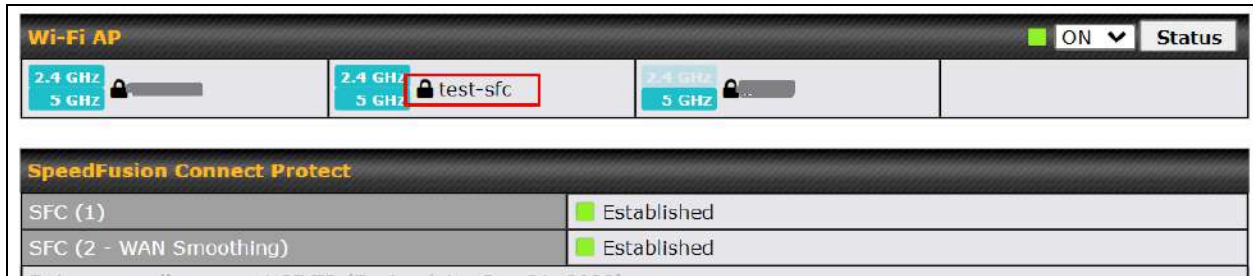 Wi-Fi AP ON Status
2.4 GHz 2.4 GHz 2.4 GHz
5 GHz 5 GHz test-sfc 5 GHz
SpeedFusion Connect Protect
SFC (1) Established
SFC (2 - WAN Smoothing) Established